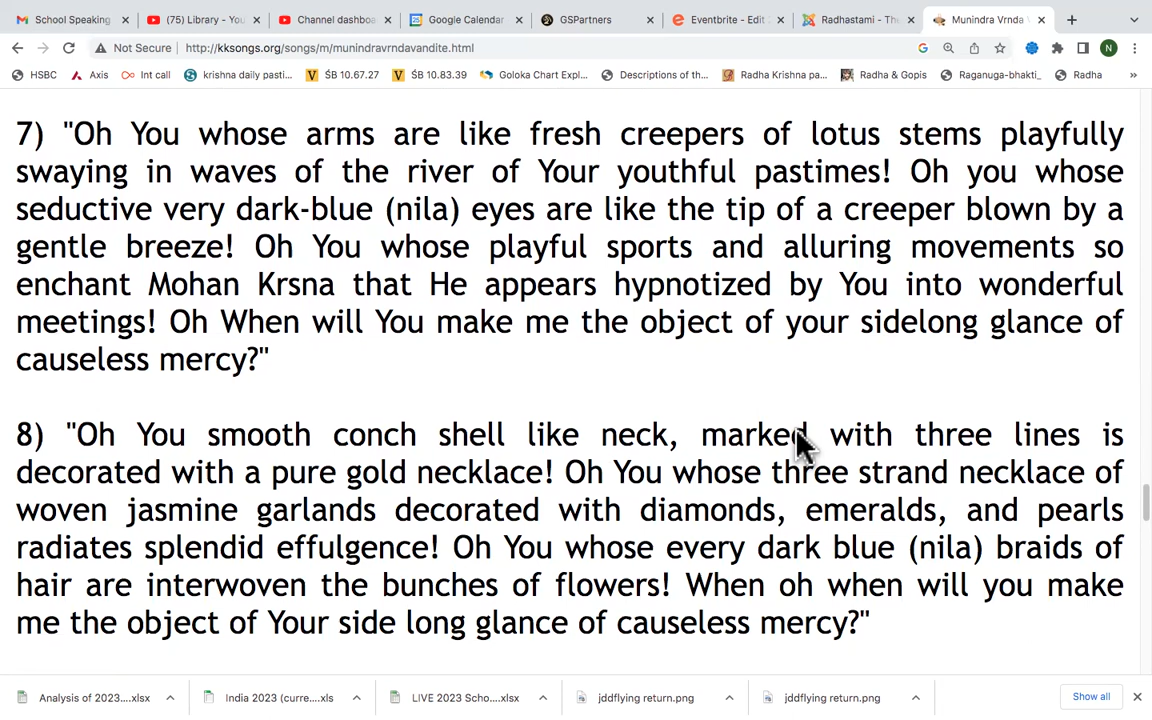 School Speaking
(75) Library - You
Channel dashboa
Google Calendar
GSPartners
Eventbrite - Edit
Radhastami - The
Munindra Vrnda
Not Secure
http://kksongs.org/songs/m/munindravrndavandite.html
HSBC
Axis
Int call
krishna daily pasti...
ŚB 10.67.27
ŚB 10.83.39
Goloka Chart Expl...
Descriptions of th...
Radha Krishna pa...
Radha & Gopis
Raganuga-bhakti_
Radha
7) "Oh You whose arms are like fresh creepers of lotus stems playfully
swaying in waves of the river of Your youthful pastimes! Oh you whose
seductive very dark-blue (nila) eyes are like the tip of a creeper blown by a
gentle breeze! Oh You whose playful sports and alluring movements so
enchant Mohan Krsna that He appears hypnotized by You into wonderful
meetings! Oh When will You make me the object of your sidelong glance of
causeless mercy?"
8) "Oh You smooth conch shell like neck, marked with three lines is
decorated with a pure gold necklace! Oh You whose three strand necklace of
woven jasmine garlands decorated with diamonds, emeralds, and pearls
radiates splendid effulgence! Oh You whose every dark blue (nila) braids of
hair are interwoven the bunches of flowers! When oh when will you make
me the object of Your side long glance of causeless mercy?"
Analysis of 2023....xlsx
India 2023 (curre....xls
LIVE 2023 Scho....xlsx
jddflying return.png
jddflying return.png
Show all